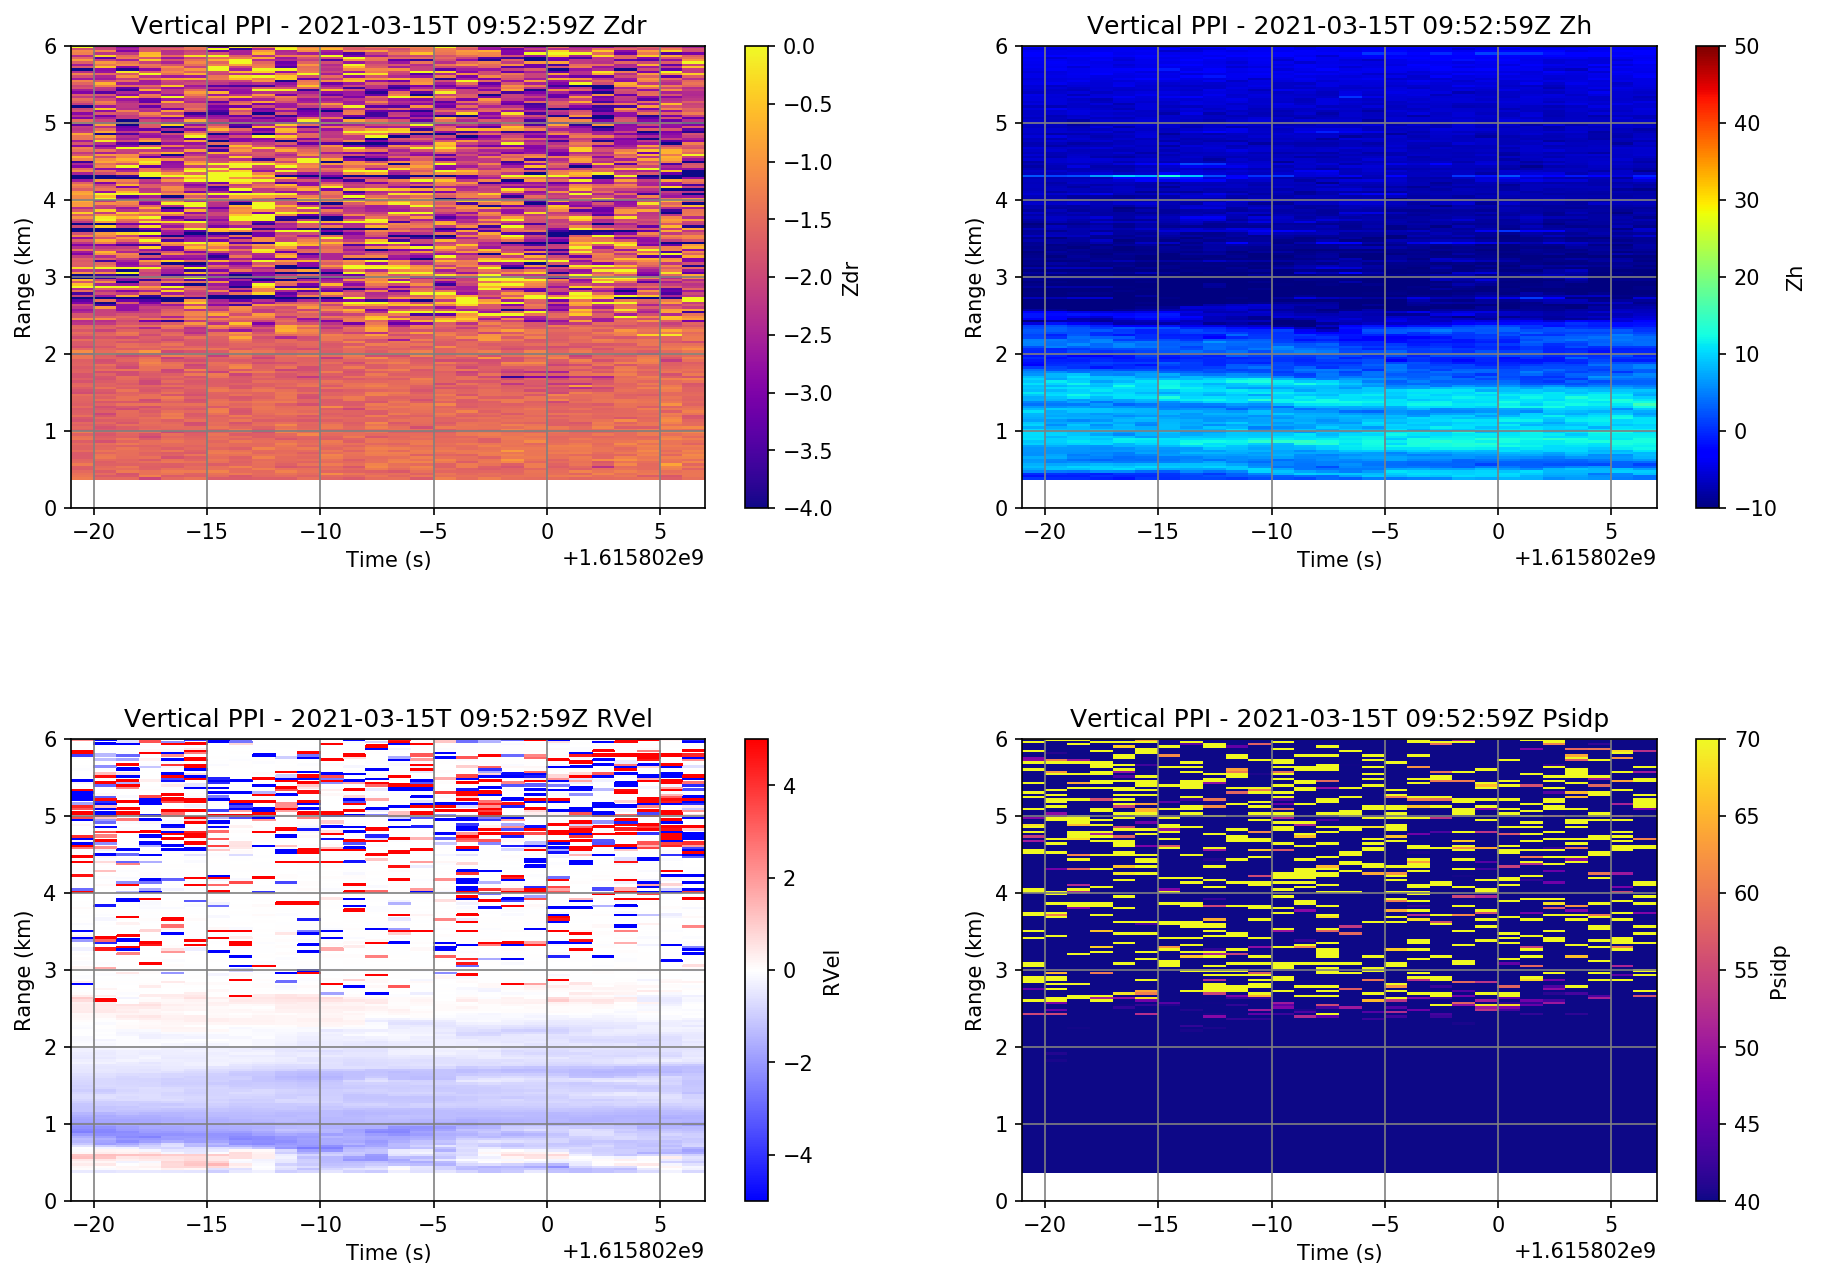 Vertical PPI - 2021-03-15T 09:52:59Z Zdr
6
5
4
3
2
1
0
Range (km)
−20 −15 −10 −5 0 5
Time (s)
+1.615802e9
0.0
−0.5
−1.0
−1.5
−2.0
−2.5
−3.0
−3.5
−4.0
Zdr
Vertical PPI - 2021-03-15T 09:52:59Z Zh
6
5
4
3
2
1
0
Range (km)
−20 −15 −10 −5 0 5
Time (s)
+1.615802e9
50
40
30
20
10
0
−10
Zh
Vertical PPI - 2021-03-15T 09:52:59Z RVel
6
5
4
3
2
1
0
Range (km)
−20 −15 −10 −5 0 5
Time (s)
+1.615802e9
4
2
0
−2
−4
RVel
Vertical PPI - 2021-03-15T 09:52:59Z Psidp
6
5
4
3
2
1
0
Range (km)
−20 −15 −10 −5 0 5
Time (s)
+1.615802e9
70
65
60
55
50
45
40
Psidp